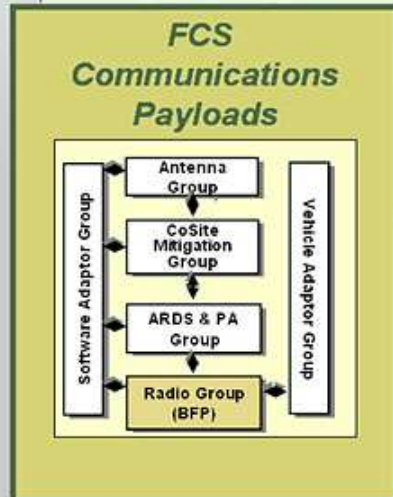 FCS
Communications
Payloads
Software Adaptor Group
Antenna
Group
CoSite
Mitigation
Group
ARDS & PA
Group
Radio Group
(BFP)
Vehicle Adaptor Group